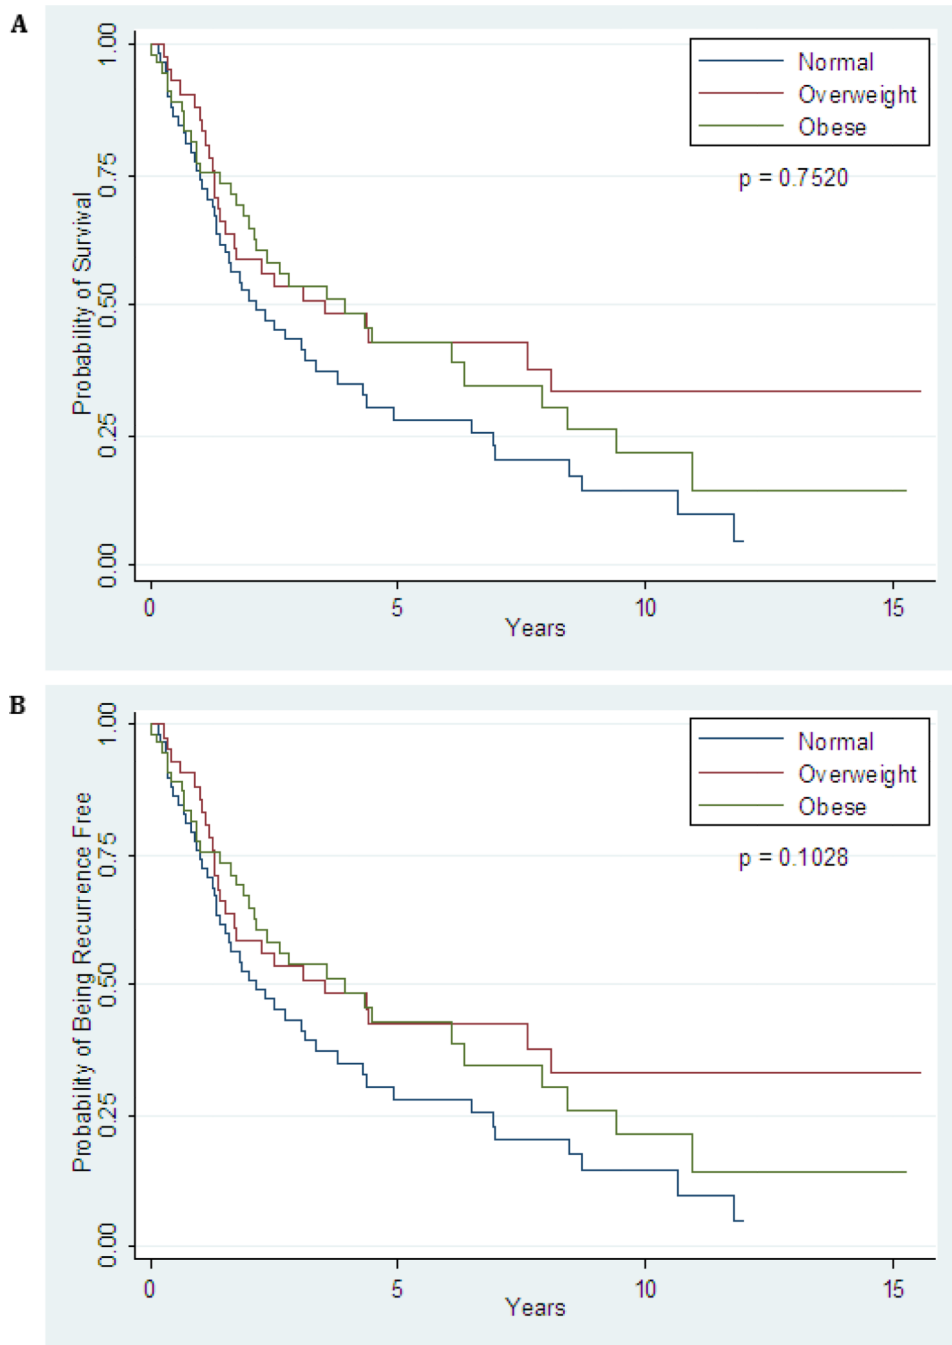 A
Probability of Survival
1.00
0.75
0.50
0.25
0.00
Normal
Overweight
Obese
p = 0.7520
0 5 10 15
Years
B
Probability of Being Recurrence Free
1.00
0.75
0.50
0.25
0.00
Normal
Overweight
Obese
p = 0.1028
0 5 10 15
Years